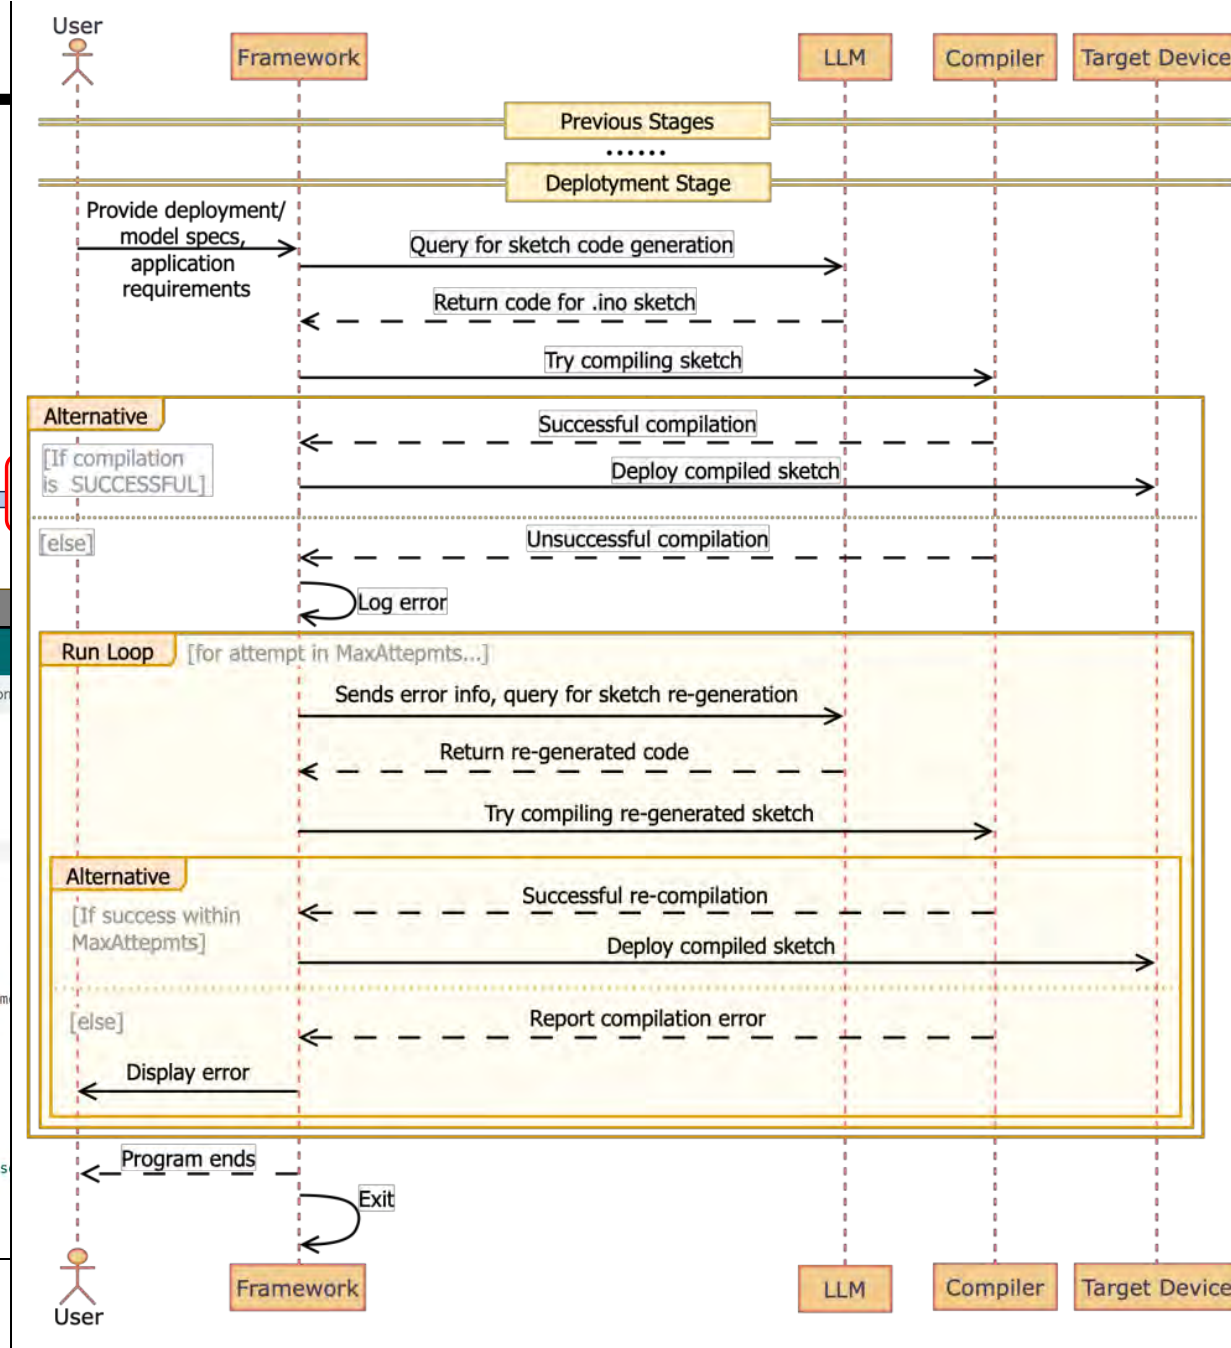 User
Framework
LLM
Compiler
Target Device
Previous Stages
......
Deplotyment Stage
Provide deployment/
model specs,
application
requirements
Query for sketch code generation
Return code for .ino sketch
Try compiling sketch
Alternative
Successful compilation
[If compilation
is SUCCESSFUL]
Deploy compiled sketch
[else]
Unsuccessful compilation
Log error
Run Loop
[for attempt in MaxAttepmts...]
Sends error info, query for sketch re-generation
Return re-generated code
Try compiling re-generated sketch
Alternative
Successful re-compilation
[If success within
MaxAttepmts]
Deploy compiled sketch
[else]
Report compilation error
Display error
Program ends
Exit
Framework
LLM
Compiler
Target Device
User